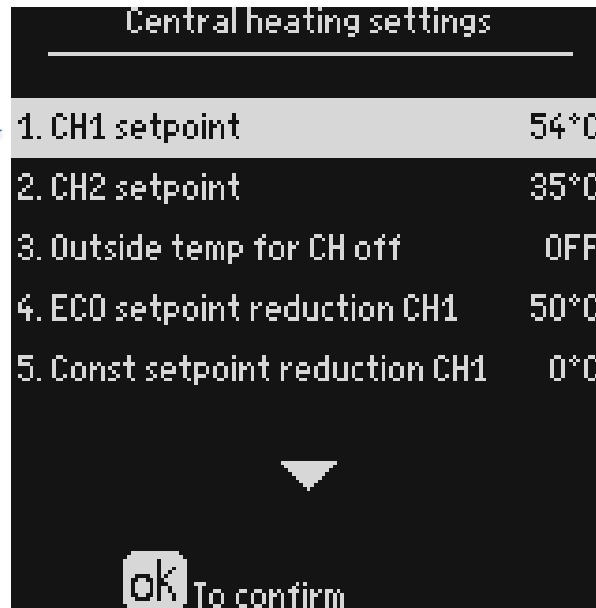 Central heating settings
1. CH1 setpoint 54°C
2. CH2 setpoint 35°C
3. Outside temp for CH off OFF
4. ECO setpoint reduction CH1 50°C
5. Const setpoint reduction CH1 0°C
ok To confirm